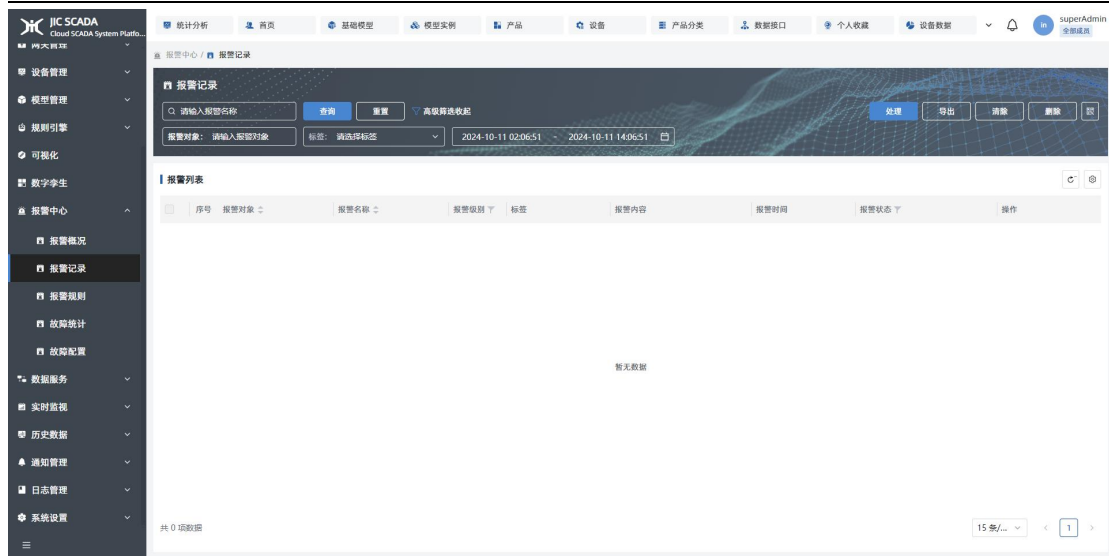 JIC SCADA
Cloud SCADA System Platfo...
统计分析 首页 基础模型 模型实例 产品 设备 产品分类 数据接口 个人收藏 设备数据
in superAdmin
全部成员
报警中心 / 报警记录
网关管理
设备管理
模型管理
规则引擎
可视化
数字孪生
报警中心
报警概况
报警记录
报警规则
故障统计
故障配置
数据服务
实时监视
历史数据
通知管理
日志管理
系统设置
报警记录
请输入报警名称 查询 重置 高级筛选收起 处理 导出 清除 删除
报警对象: 请输入报警对象 标签: 请选择标签 2024-10-11 02:06:51 - 2024-10-11 14:06:51
报警列表
序号 报警对象 报警名称 报警级别 标签 报警内容 报警时间 报警状态 操作
暂无数据
共 0 项数据 15 条/... 1